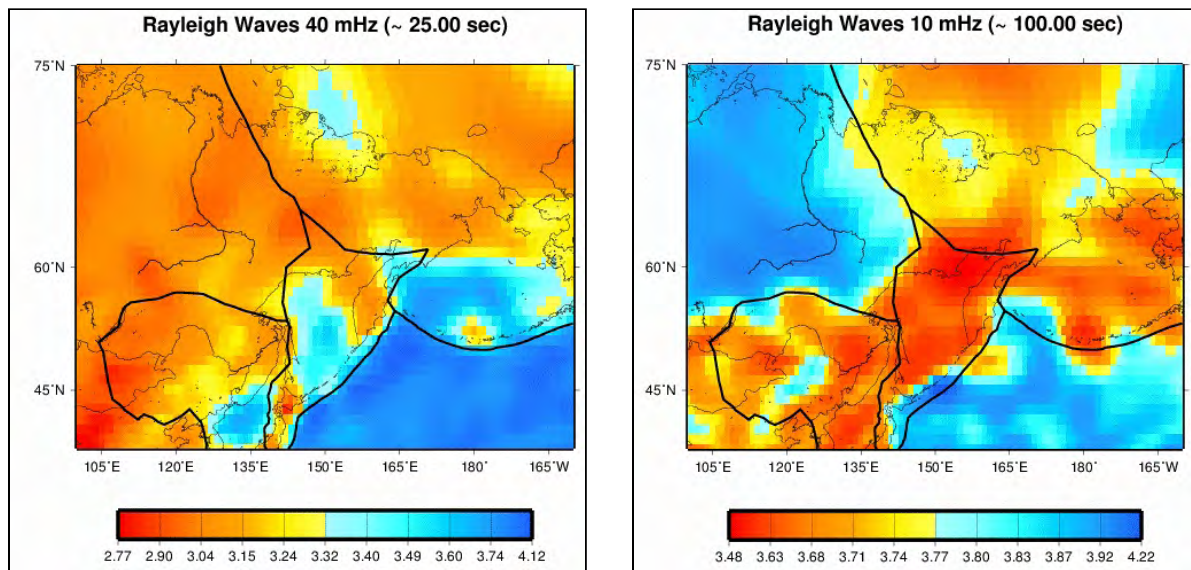 Rayleigh Waves 40 mHz (~ 25.00 sec)
75˚N
60˚N
45˚N
105˚E 120˚E 135˚E 150˚E 165˚E 180˚ 165˚W
2.77 2.90 3.04 3.15 3.24 3.32 3.41 3.49 3.56 3.74 4.12
Rayleigh Waves 10 mHz (~ 100.00 sec)
75˚N
60˚N
45˚N
105˚E 120˚E 135˚E 150˚E 165˚E 180˚ 165˚W
3.48 3.63 3.68 3.71 3.74 3.77 3.80 3.83 3.87 3.92 4.22